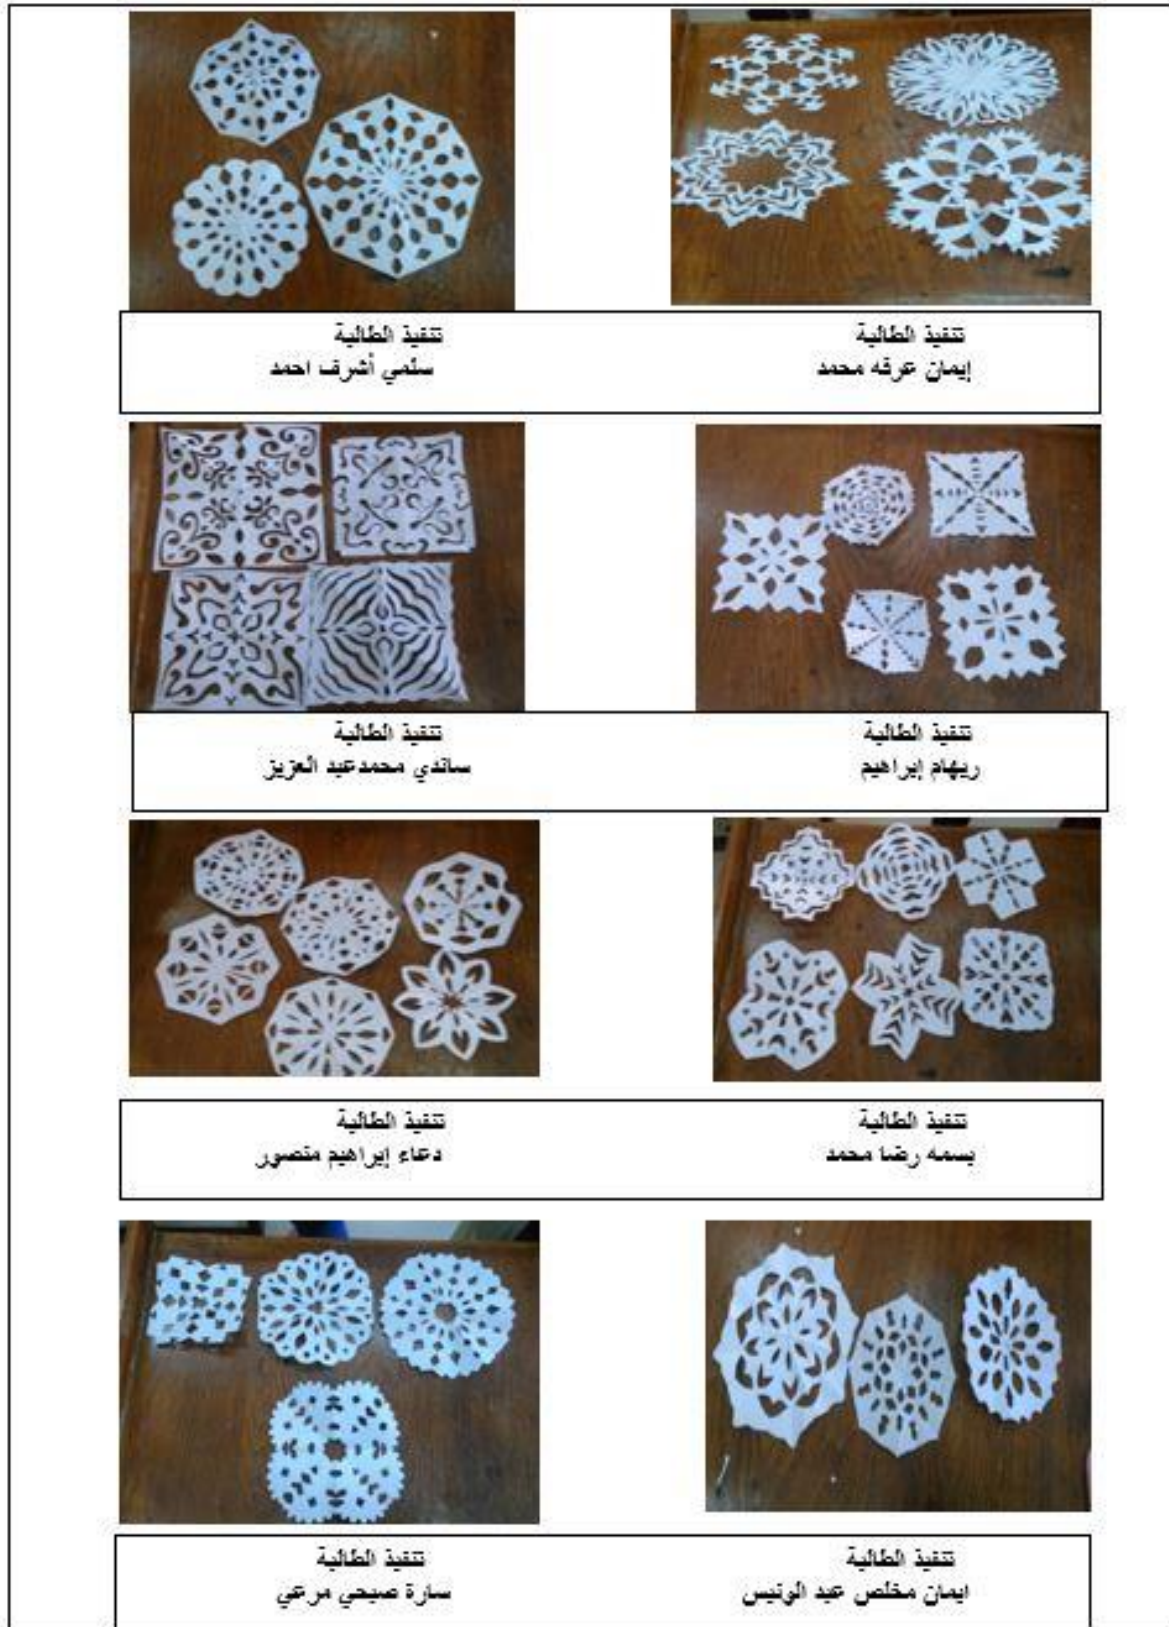 تنفيذ الطالبة
إيمان عرفه محمد
تنفيذ الطالبة
سلمي أشرف احمد
تنفيذ الطالبة
ريهام إبراهيم
تنفيذ الطالبة
ساندي محمدعبد العزيز
تنفيذ الطالبة
بسمه رضا محمد
تنفيذ الطالبة
دعاء إبراهيم منصور
تنفيذ الطالبة
ايمان مخلص عبد الونيس
تنفيذ الطالبة
سارة صبحي مرعي